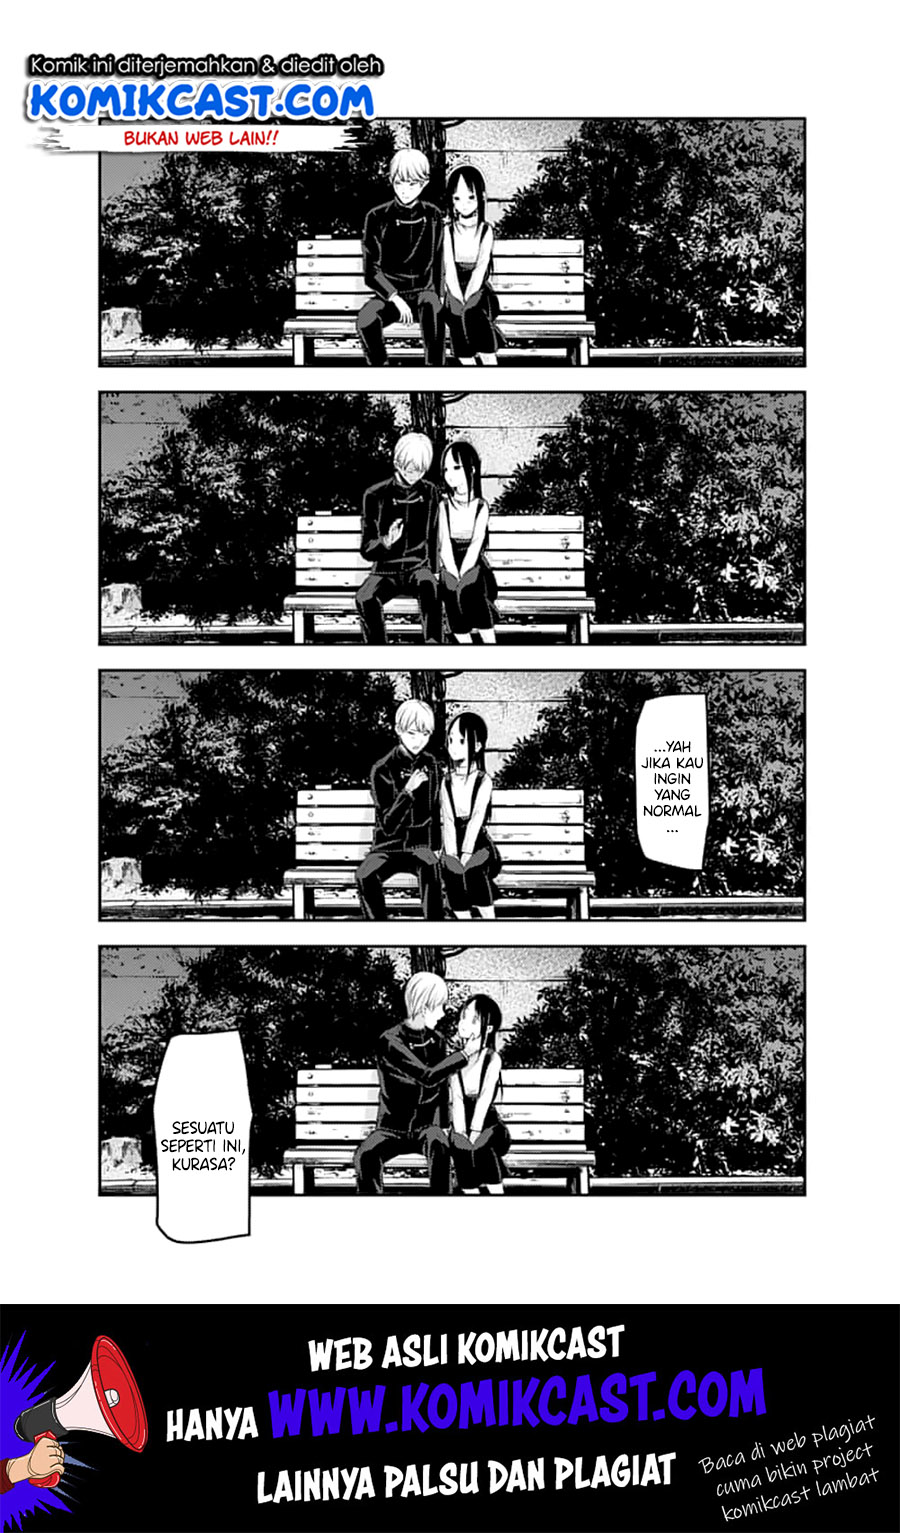 Komik ini diterjemahkan & diedit oleh
KOMIKCAST.COM
BUKAN WEB LAIN!!
...YAH
JIKA KAU
INGIN
YANG
NORMAL
...
SESUATU
SEPERTI INI,
KURASA?
WEB ASLI KOMIKCAST
HANYA WWW.KOMIKCAST.COM
LAINNYA PALSU DAN PLAGIAT
Baca di web plagiat
cuma bikin project
komikcast lambat